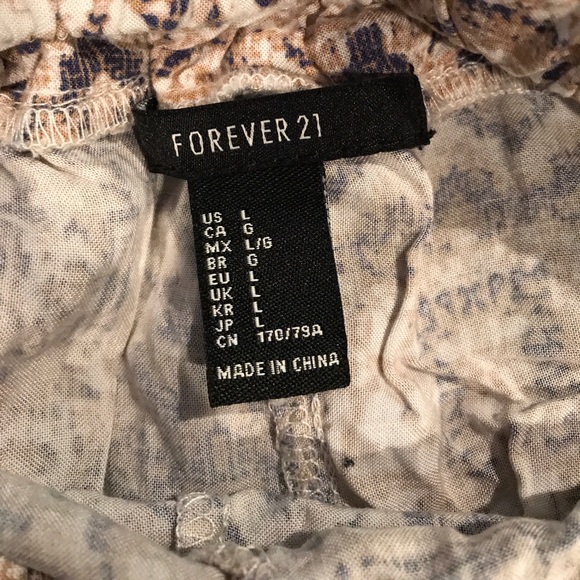 FOREVER 21
US L
CA G
MX L/G
BR G
EU L
UK L
KR L
JP L
CN 170/79A
MADE IN CHINA